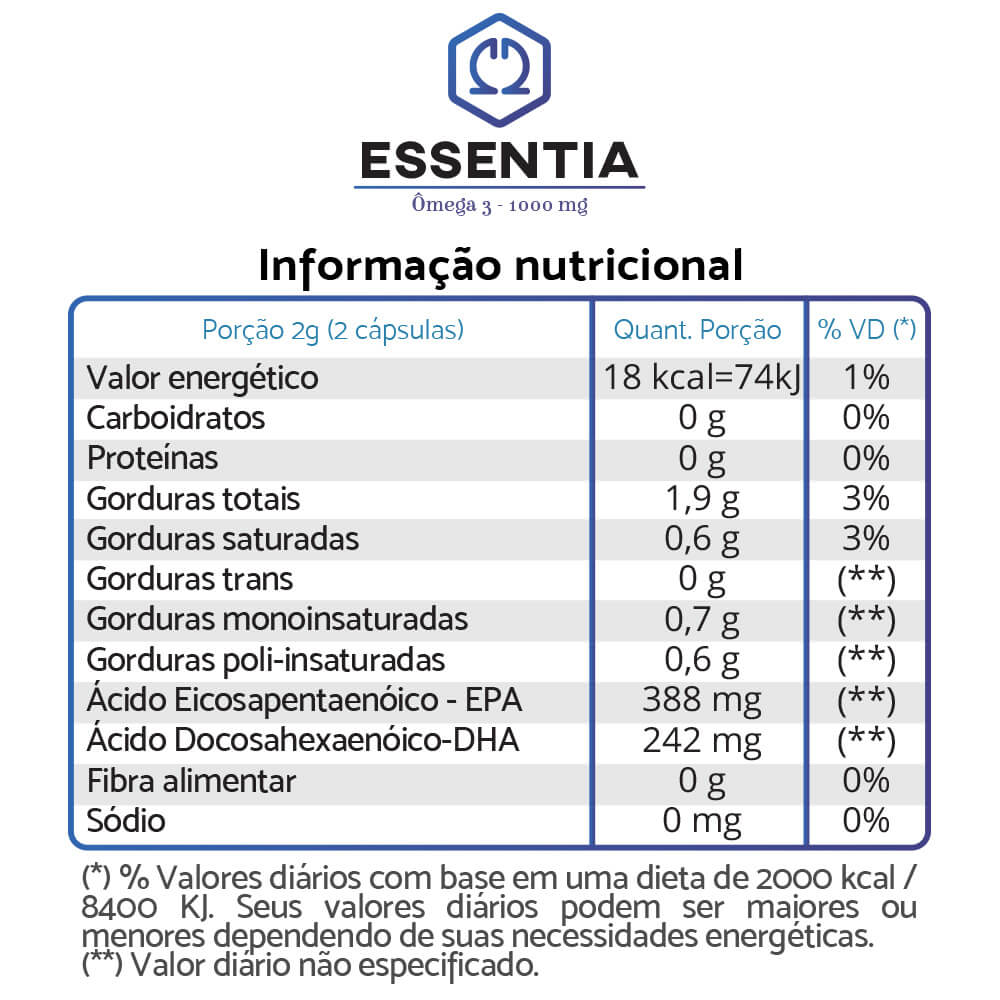 ESSENTIA
Ômega 3 - 1000 mg
Informação nutricional
Porção 2g (2 cápsulas) Quant. Porção % VD (*)
Valor energético 18 kcal=74kJ 1%
Carboidratos 0 g 0%
Proteínas 0 g 0%
Gorduras totais 1,9 g 3%
Gorduras saturadas 0,6 g 3%
Gorduras trans 0 g (**)
Gorduras monoinsaturadas 0,7 g (**)
Gorduras poli-insaturadas 0,6 g (**)
Ácido Eicosapentaenóico - EPA 388 mg (**)
Ácido Docosahexaenóico-DHA 242 mg (**)
Fibra alimentar 0 g 0%
Sódio 0 mg 0%
(*) % Valores diários com base em uma dieta de 2000 kcal /
8400 KJ. Seus valores diários podem ser maiores ou
menores dependendo de suas necessidades energéticas.
(**) Valor diário não especificado.